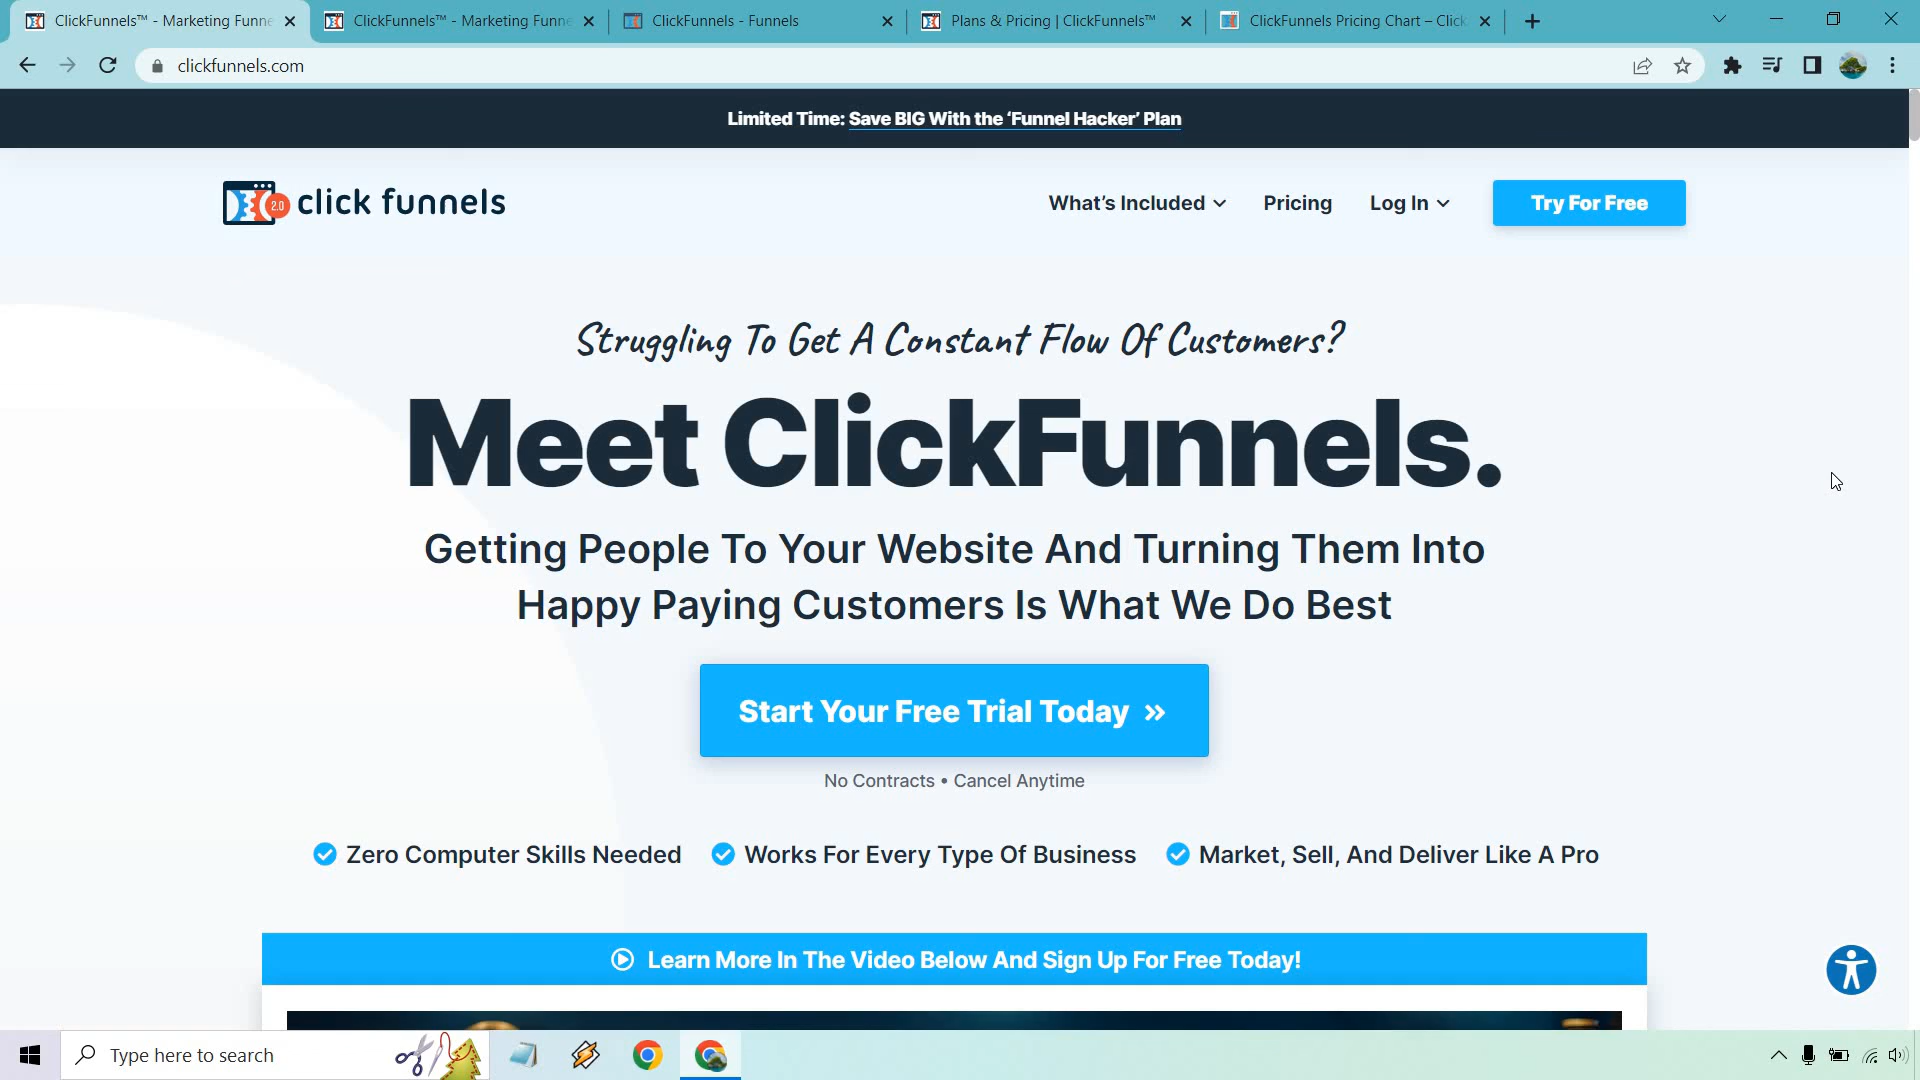 ClickFunnels™ - Marketing Funne
ClickFunnels™ - Marketing Funne
ClickFunnels - Funnels
Plans & Pricing | ClickFunnels™
ClickFunnels Pricing Chart – Click
clickfunnels.com
Limited Time: Save BIG With the ‘Funnel Hacker’ Plan
2.0 click funnels
What’s Included
Pricing
Log In
Try For Free
Struggling To Get A Constant Flow Of Customers?
Meet ClickFunnels.
Getting People To Your Website And Turning Them Into
Happy Paying Customers Is What We Do Best
Start Your Free Trial Today »
No Contracts • Cancel Anytime
Zero Computer Skills Needed
Works For Every Type Of Business
Market, Sell, And Deliver Like A Pro
Learn More In The Video Below And Sign Up For Free Today!
Type here to search